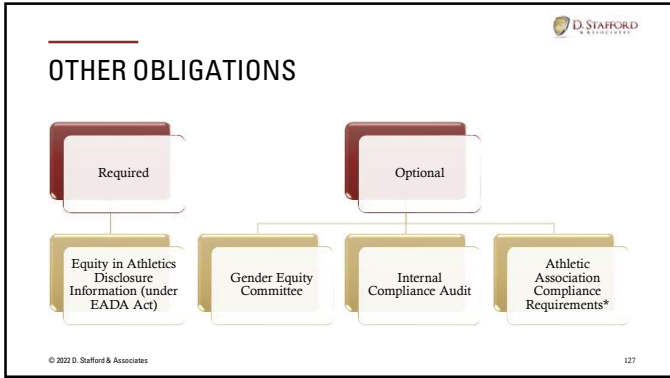 D. STAFFORD
& ASSOCIATES
OTHER OBLIGATIONS
Required
Optional
Equity in Athletics
Disclosure
Information (under
EADA Act)
Gender Equity
Committee
Internal
Compliance Audit
Athletic
Association
Compliance
Requirements*
© 2022 D. Stafford & Associates
127